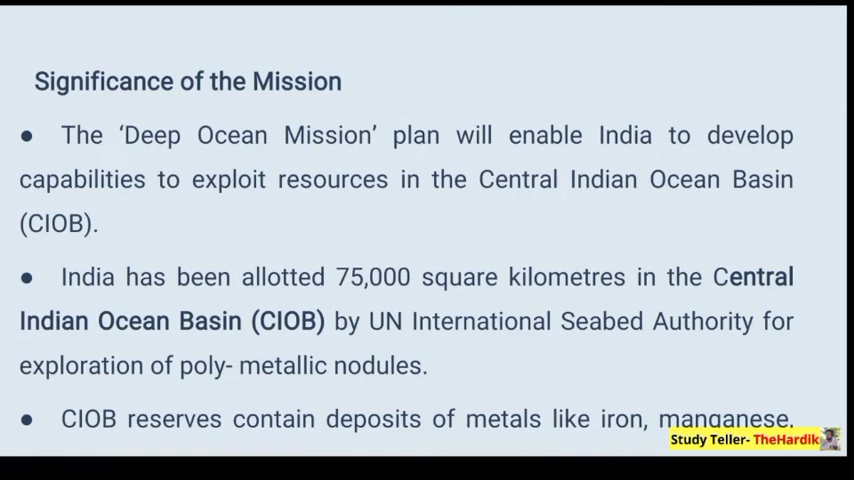 Significance of the Mission
● The ‘Deep Ocean Mission’ plan will enable India to develop
capabilities to exploit resources in the Central Indian Ocean Basin
(CIOB).
● India has been allotted 75,000 square kilometres in the Central
Indian Ocean Basin (CIOB) by UN International Seabed Authority for
exploration of poly- metallic nodules.
● CIOB reserves contain deposits of metals like iron, manganese,
Study Teller- TheHardik